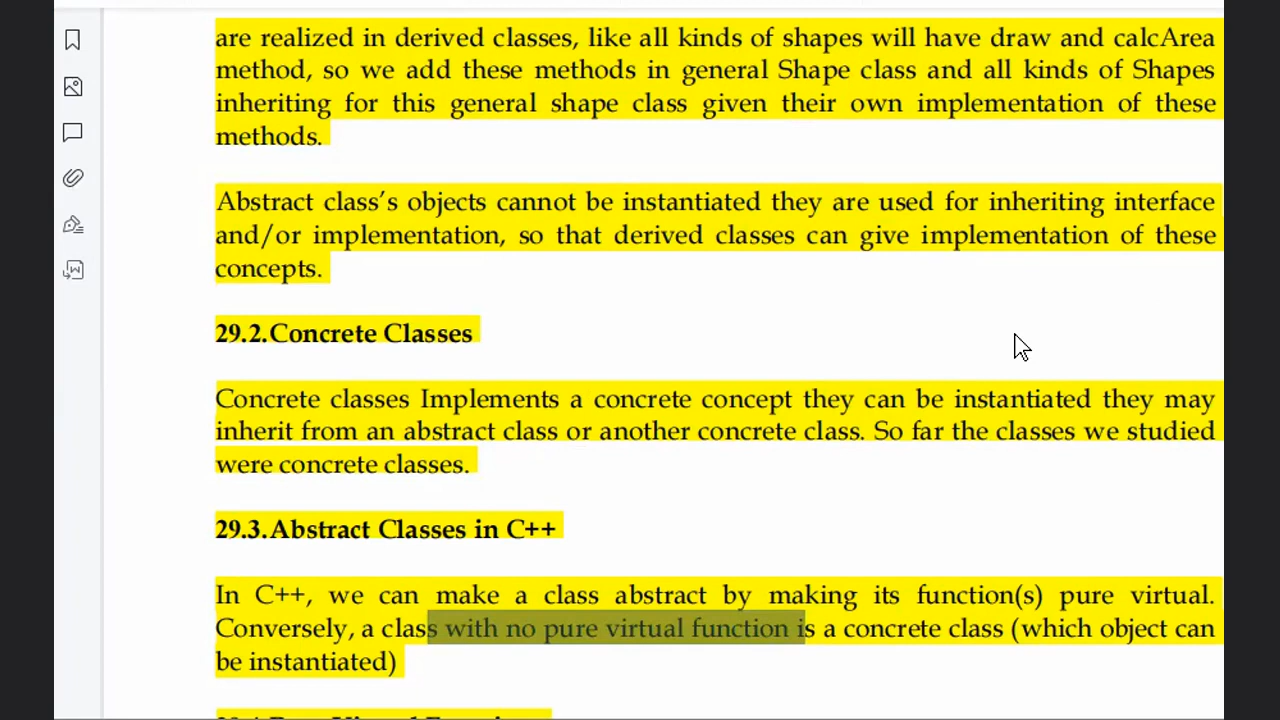 are realized in derived classes, like all kinds of shapes will have draw and calcArea
method, so we add these methods in general Shape class and all kinds of Shapes
inheriting for this general shape class given their own implementation of these
methods.
Abstract class’s objects cannot be instantiated they are used for inheriting interface
and/or implementation, so that derived classes can give implementation of these
concepts.
29.2.Concrete Classes
Concrete classes Implements a concrete concept they can be instantiated they may
inherit from an abstract class or another concrete class. So far the classes we studied
were concrete classes.
29.3.Abstract Classes in C++
In C++, we can make a class abstract by making its function(s) pure virtual.
Conversely, a class with no pure virtual function is a concrete class (which object can
be instantiated)